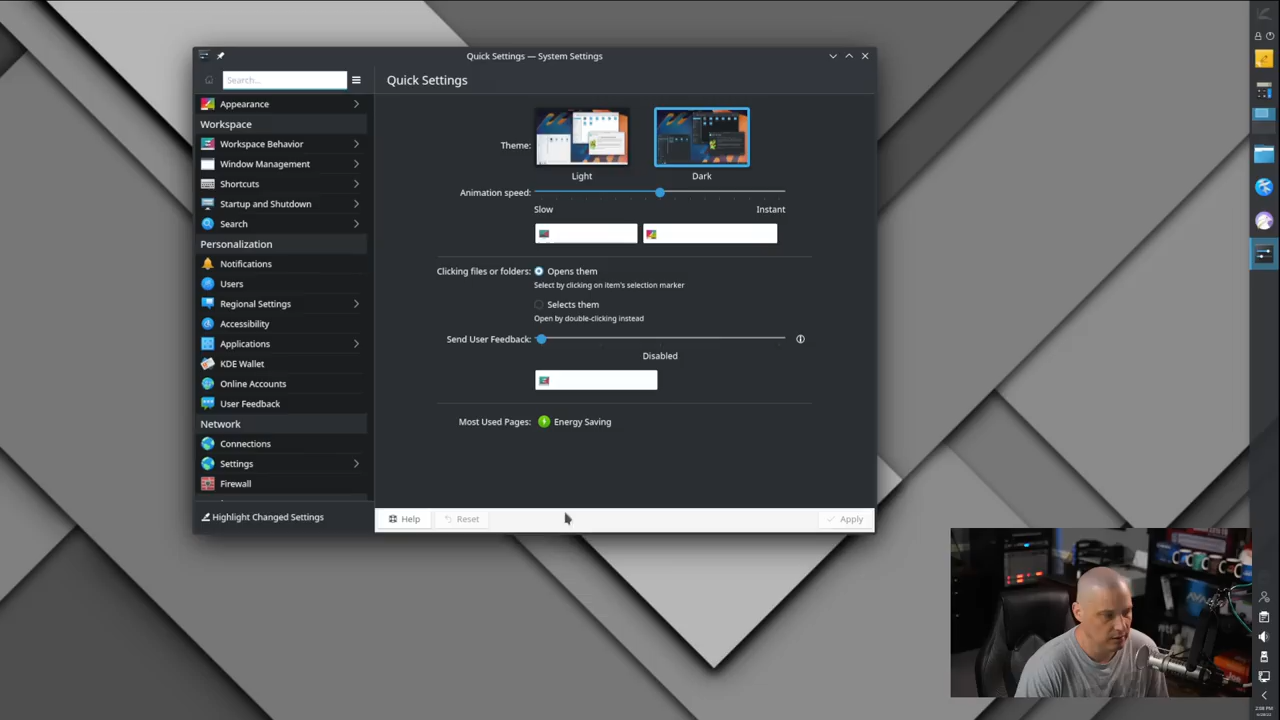 Quick Settings — System Settings
Search...
Quick Settings
Appearance
Workspace
Workspace Behavior
Window Management
Shortcuts
Startup and Shutdown
Search
Personalization
Notifications
Users
Regional Settings
Accessibility
Applications
KDE Wallet
Online Accounts
User Feedback
Network
Connections
Settings
Firewall
Highlight Changed Settings
Theme:
Light
Dark
Animation speed:
Slow
Instant
Clicking files or folders:
Opens them
Select by clicking on item's selection marker
Selects them
Open by double-clicking instead
Send User Feedback:
Disabled
Most Used Pages:
Energy Saving
Help
Reset
Apply